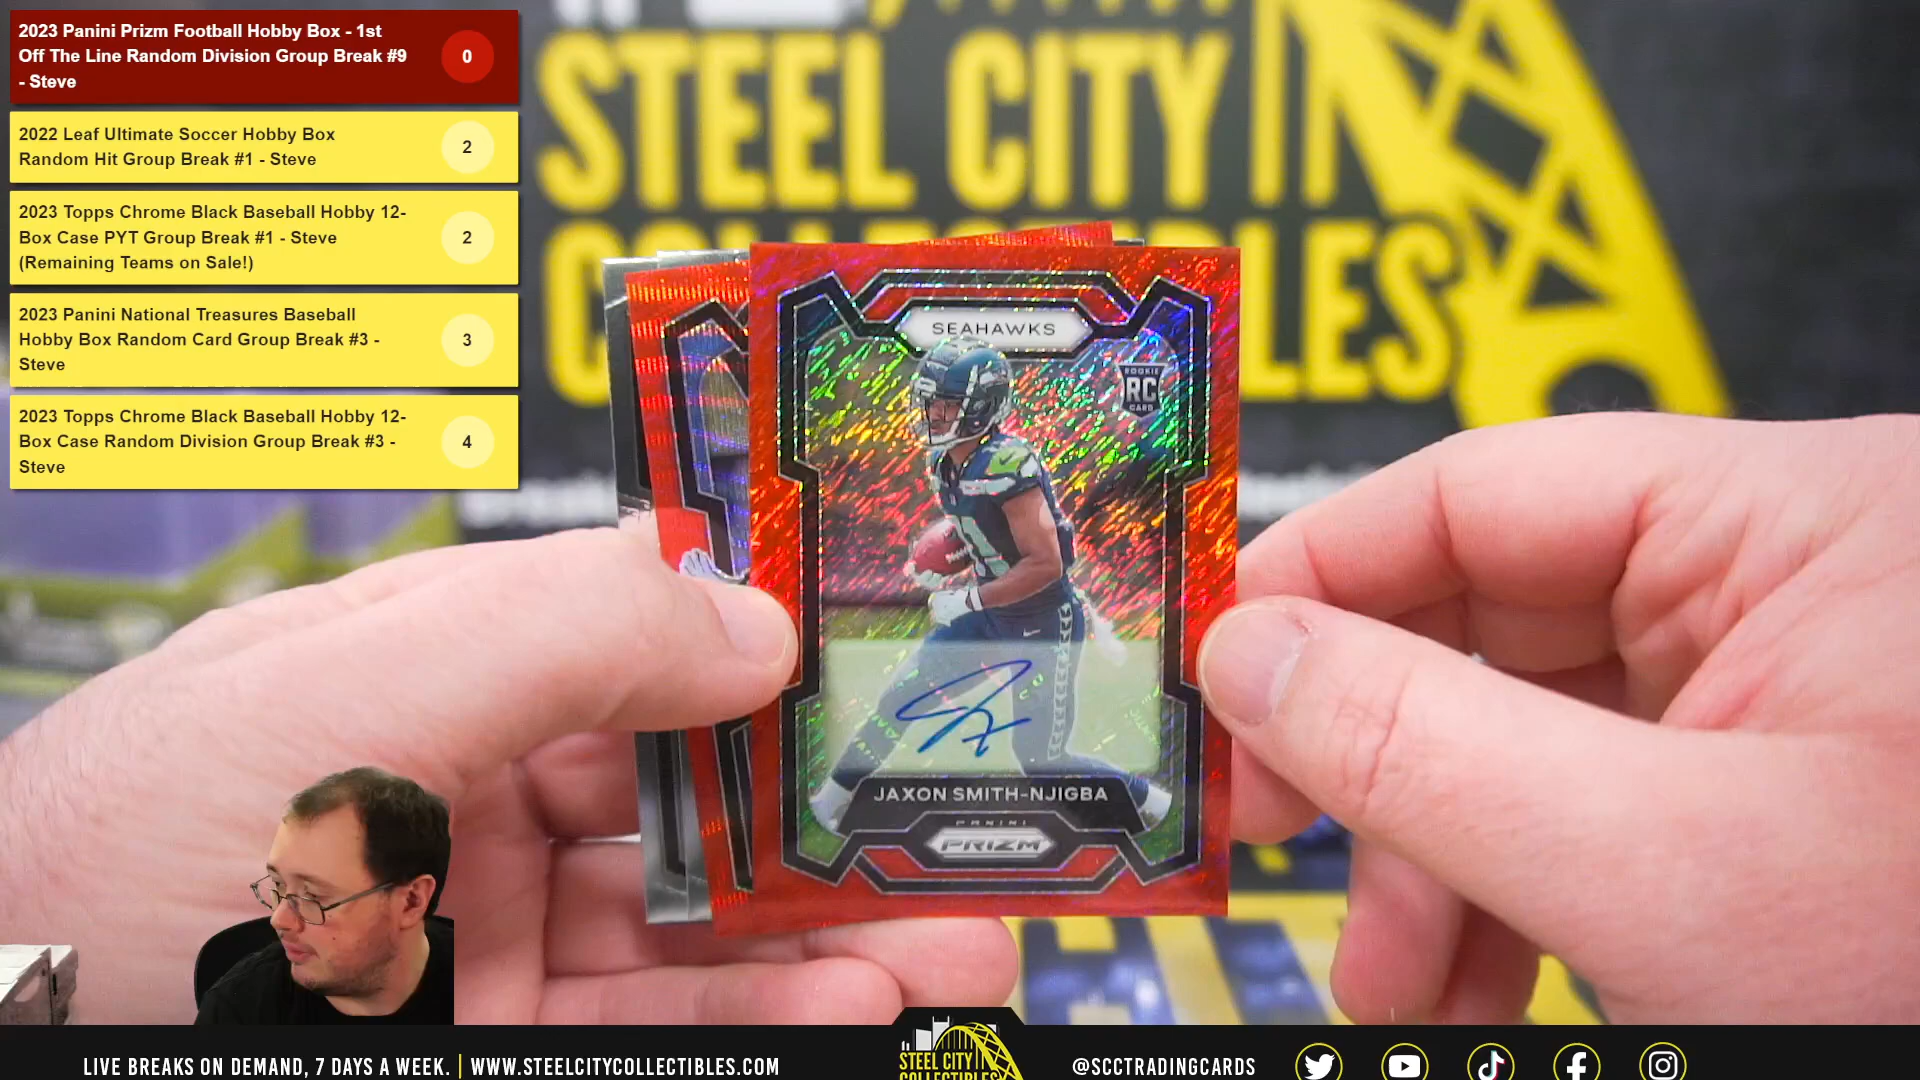 2023 Panini Prizm Football Hobby Box - 1st
Off The Line Random Division Group Break #9
- Steve
0
2022 Leaf Ultimate Soccer Hobby Box
Random Hit Group Break #1 - Steve
2
2023 Topps Chrome Black Baseball Hobby 12-
Box Case PYT Group Break #1 - Steve
(Remaining Teams on Sale!)
2
2023 Panini National Treasures Baseball
Hobby Box Random Card Group Break #3 -
Steve
3
2023 Topps Chrome Black Baseball Hobby 12-
Box Case Random Division Group Break #3 -
Steve
4
STEEL CITY
COLLECTIBLES
SEAHAWKS
ROOKIE
RC
CARD
JAXON SMITH-NJIGBA
PANINI
PRIZM
LIVE BREAKS ON DEMAND, 7 DAYS A WEEK. | WWW.STEELCITYCOLLECTIBLES.COM
STEEL CITY
COLLECTIBLES
@SCCTRADINGCARDS